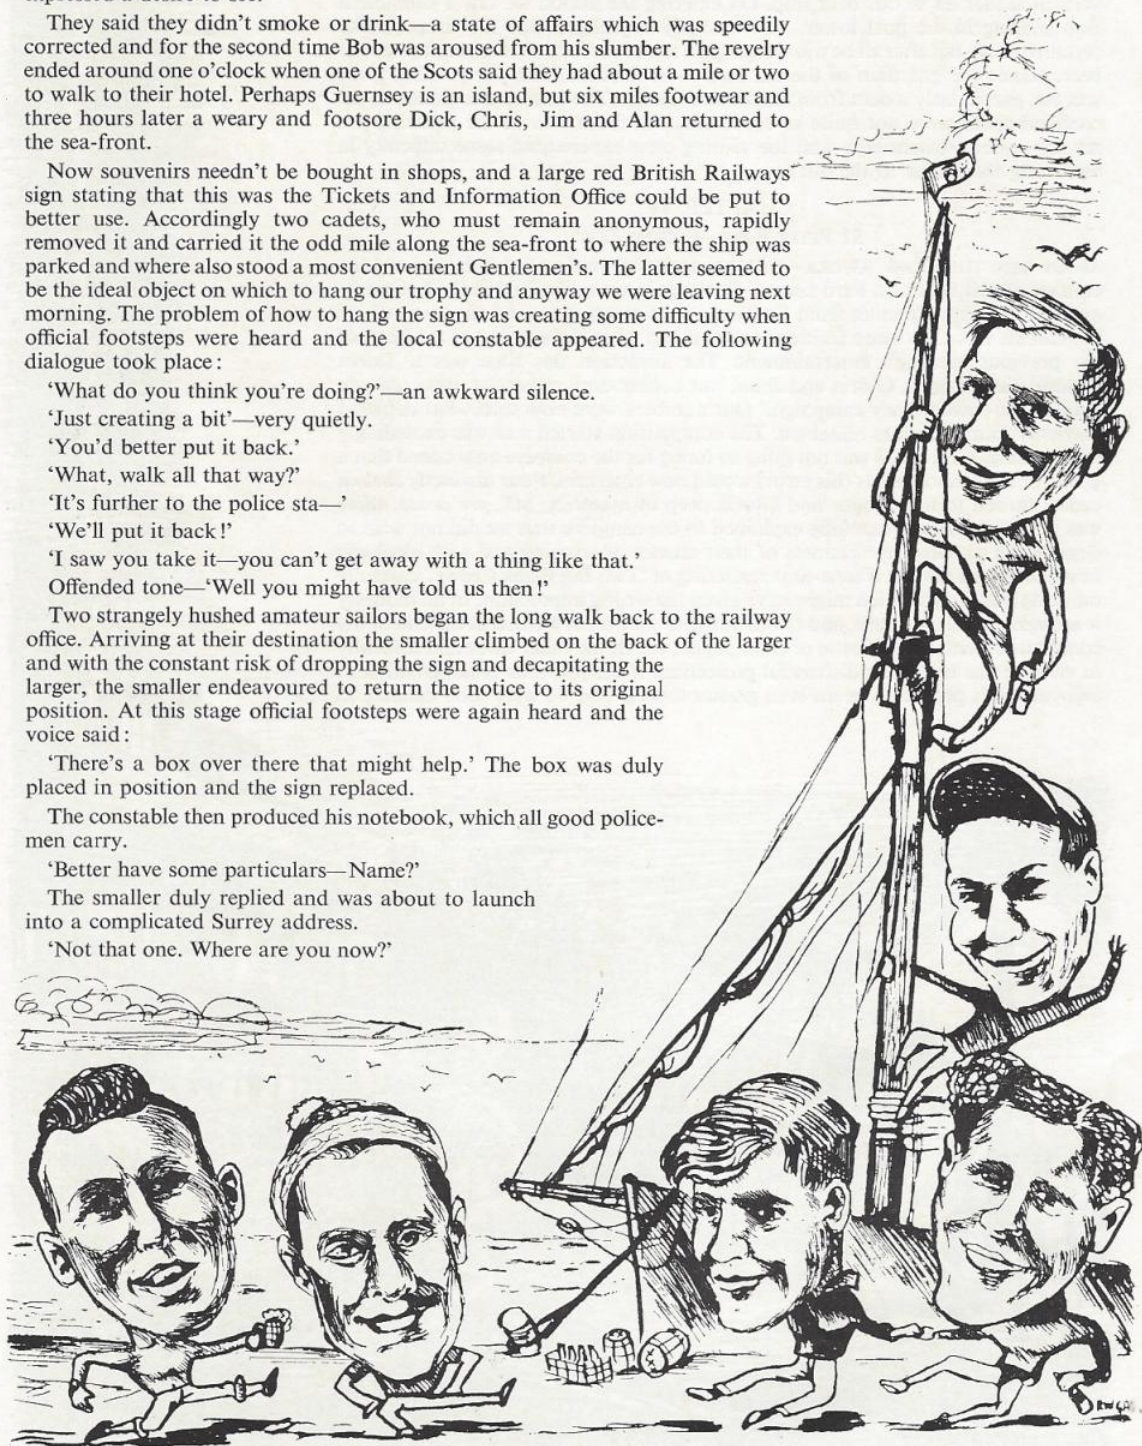 They said they didn't smoke or drink—a state of affairs which was speedily
corrected and for the second time Bob was aroused from his slumber. The revelry
ended around one o'clock when one of the Scots said they had about a mile or two
to walk to their hotel. Perhaps Guernsey is an island, but six miles footwear and
three hours later a weary and footsore Dick, Chris, Jim and Alan returned to
the sea-front.
Now souvenirs needn't be bought in shops, and a large red British Railways
sign stating that this was the Tickets and Information Office could be put to
better use. Accordingly two cadets, who must remain anonymous, rapidly
removed it and carried it the odd mile along the sea-front to where the ship was
parked and where also stood a most convenient Gentlemen's. The latter seemed to
be the ideal object on which to hang our trophy and anyway we were leaving next
morning. The problem of how to hang the sign was creating some difficulty when
official footsteps were heard and the local constable appeared. The following
dialogue took place:
'What do you think you're doing?'—an awkward silence.
'Just creating a bit'—very quietly.
'You'd better put it back.'
'What, walk all that way?'
'It's further to the police sta—'
'We'll put it back!'
'I saw you take it—you can't get away with a thing like that.'
Offended tone—'Well you might have told us then!'
Two strangely hushed amateur sailors began the long walk back to the railway
office. Arriving at their destination the smaller climbed on the back of the larger
and with the constant risk of dropping the sign and decapitating the
larger, the smaller endeavoured to return the notice to its original
position. At this stage official footsteps were again heard and the
voice said:
'There's a box over there that might help.' The box was duly
placed in position and the sign replaced.
The constable then produced his notebook, which all good police-
men carry.
'Better have some particulars—Name?'
The smaller duly replied and was about to launch
into a complicated Surrey address.
'Not that one. Where are you now?'